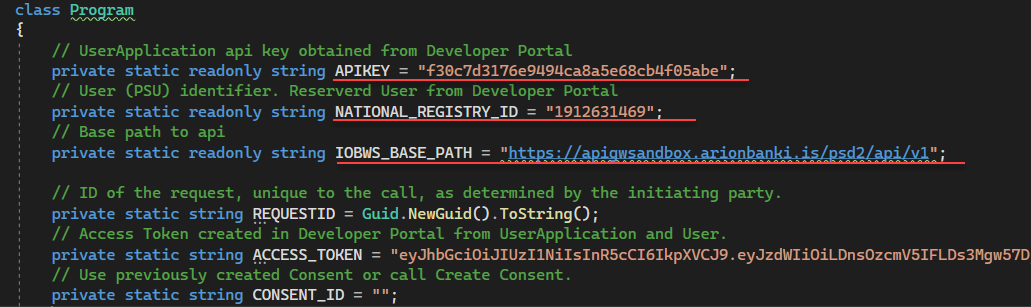 class Program
{
// UserApplication api key obtained from Developer Portal
private static readonly string APIKEY = "f30c7d3176e9494ca8a5e68cb4f05abe";
// User (PSU) identifier. Reserverd User from Developer Portal
private static readonly string NATIONAL_REGISTRY_ID = "1912631469";
// Base path to api
private static readonly string IOBWS_BASE_PATH = "https://apigwsandbox.arionbanki.is/psd2/api/v1";
// ID of the request, unique to the call, as determined by the initiating party.
private static string REQUESTID = Guid.NewGuid().ToString();
// Access Token created in Developer Portal from UserApplication and User.
private static string ACCESS_TOKEN = "eyJhbGciOiJIUzI1NiIsInR5cCI6IkpXVCJ9.eyJzdWIiOiLDnsOzcmV5IFLDs3Mgw57D
// Use previously created Consent or call Create Consent.
private static string CONSENT_ID = "";